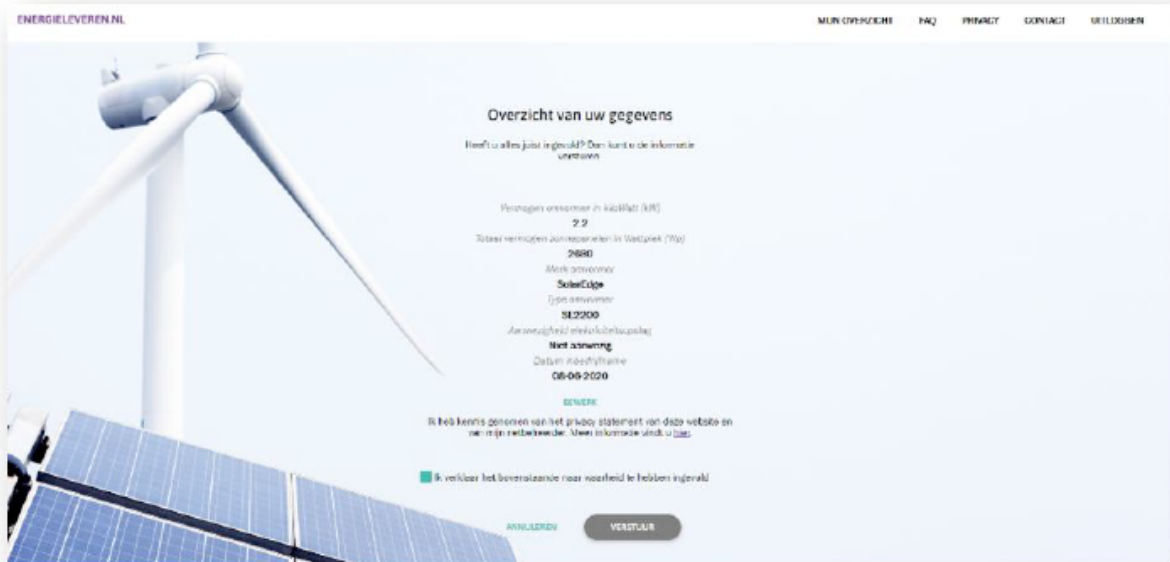 ENERGIELEVEREN.NL
MIJN OVERZICHT FAQ PRIVACY CONTACT UITLOGGEN
Overzicht van uw gegevens
Heeft u alles juist ingevuld? Dan kunt u de informatie
versturen
Vermogen omvormer in kiloWatt (kW)
2.2
Totaal vermogen zonnepanelen in Wattpiek (Wp)
2680
Merk omvormer
SolarEdge
Type omvormer
SE2200
Aanwezigheid elektriciteitsopslag
Niet aanwezig
Datum inbedrijfname
08-06-2020
BEWERK
Ik heb kennis genomen van het privacy statement van deze website en
van mijn netbeheerder. Meer informatie vindt u hier.
Ik verklaar het bovenstaande naar waarheid te hebben ingevuld
ANNULEREN VERSTUUR